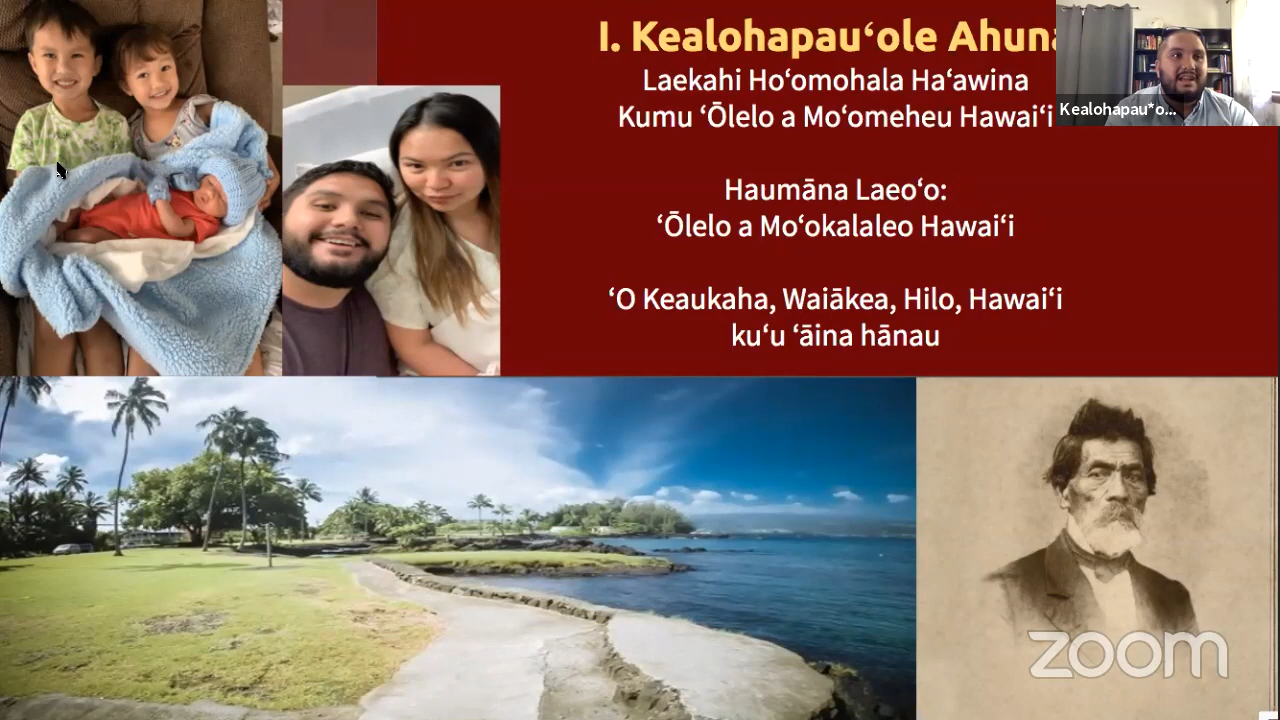 I. Kealohapauʻole Ahuna
Laekahi Hoʻomohala Haʻawina
Kumu ʻŌlelo a Moʻomeheu Hawaiʻi
Haumāna Laeoʻo:
ʻŌlelo a Moʻokalaleo Hawaiʻi
ʻO Keaukaha, Waiākea, Hilo, Hawaiʻi
kuʻu ʻāina hānau
Kealohapau*o...
zoom